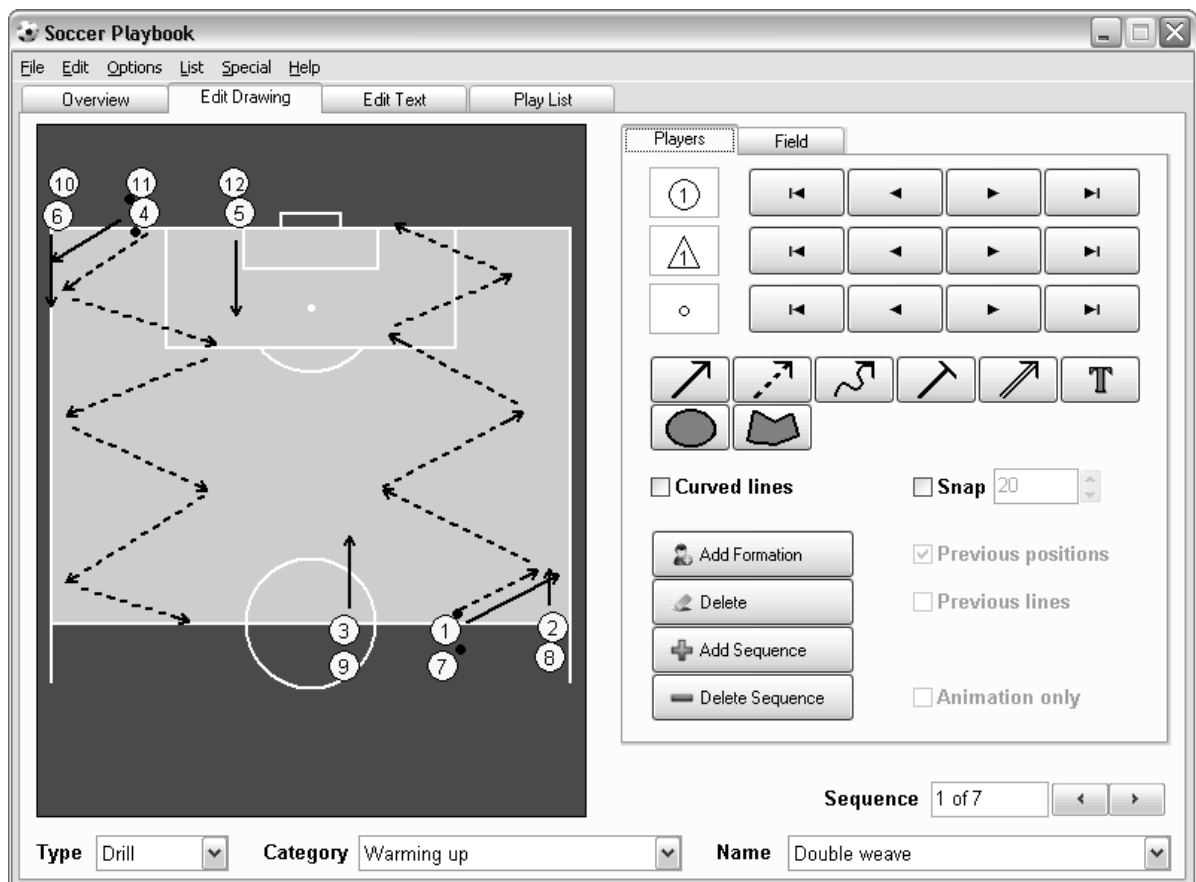 Soccer Playbook
File Edit Options List Special Help
Overview Edit Drawing Edit Text Play List
Players Field
10 11 12
6 4 5
1
1
T
Curved lines Snap 20
Add Formation Previous positions
Delete Previous lines
3 1 2
Add Sequence
9 7 8
Delete Sequence Animation only
Sequence 1 of 7
Type Drill Category Warming up Name Double weave